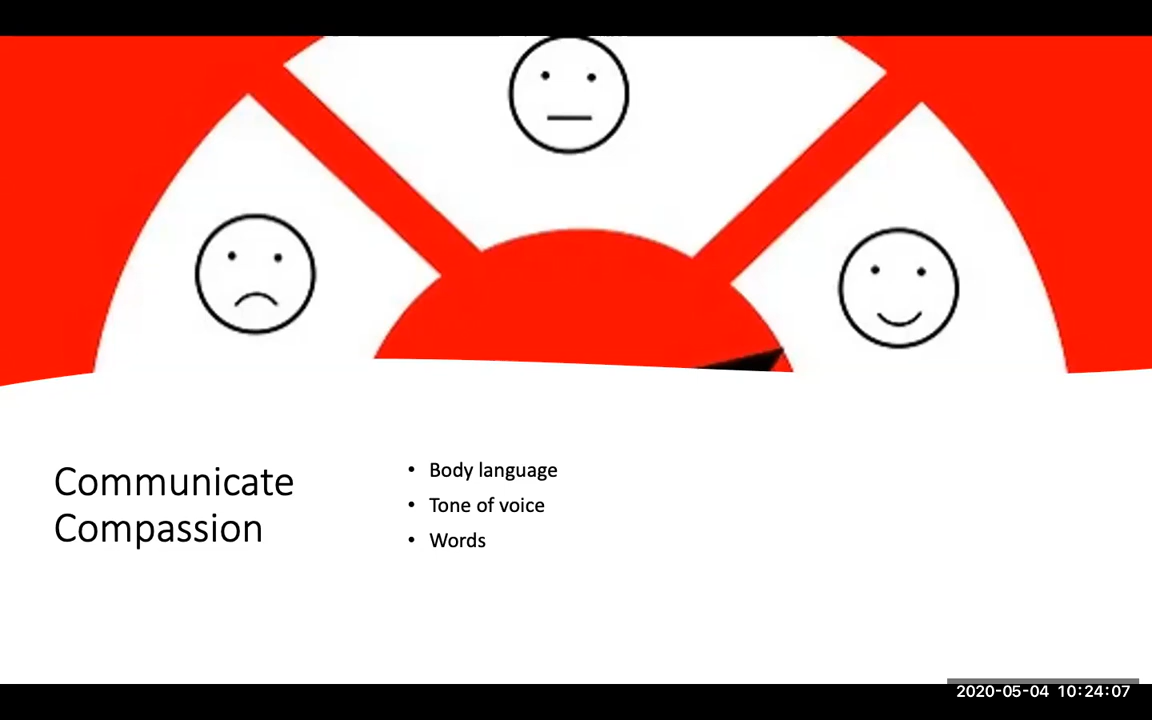 Communicate
Compassion
• Body language
• Tone of voice
• Words
2020-05-04 10:24:07